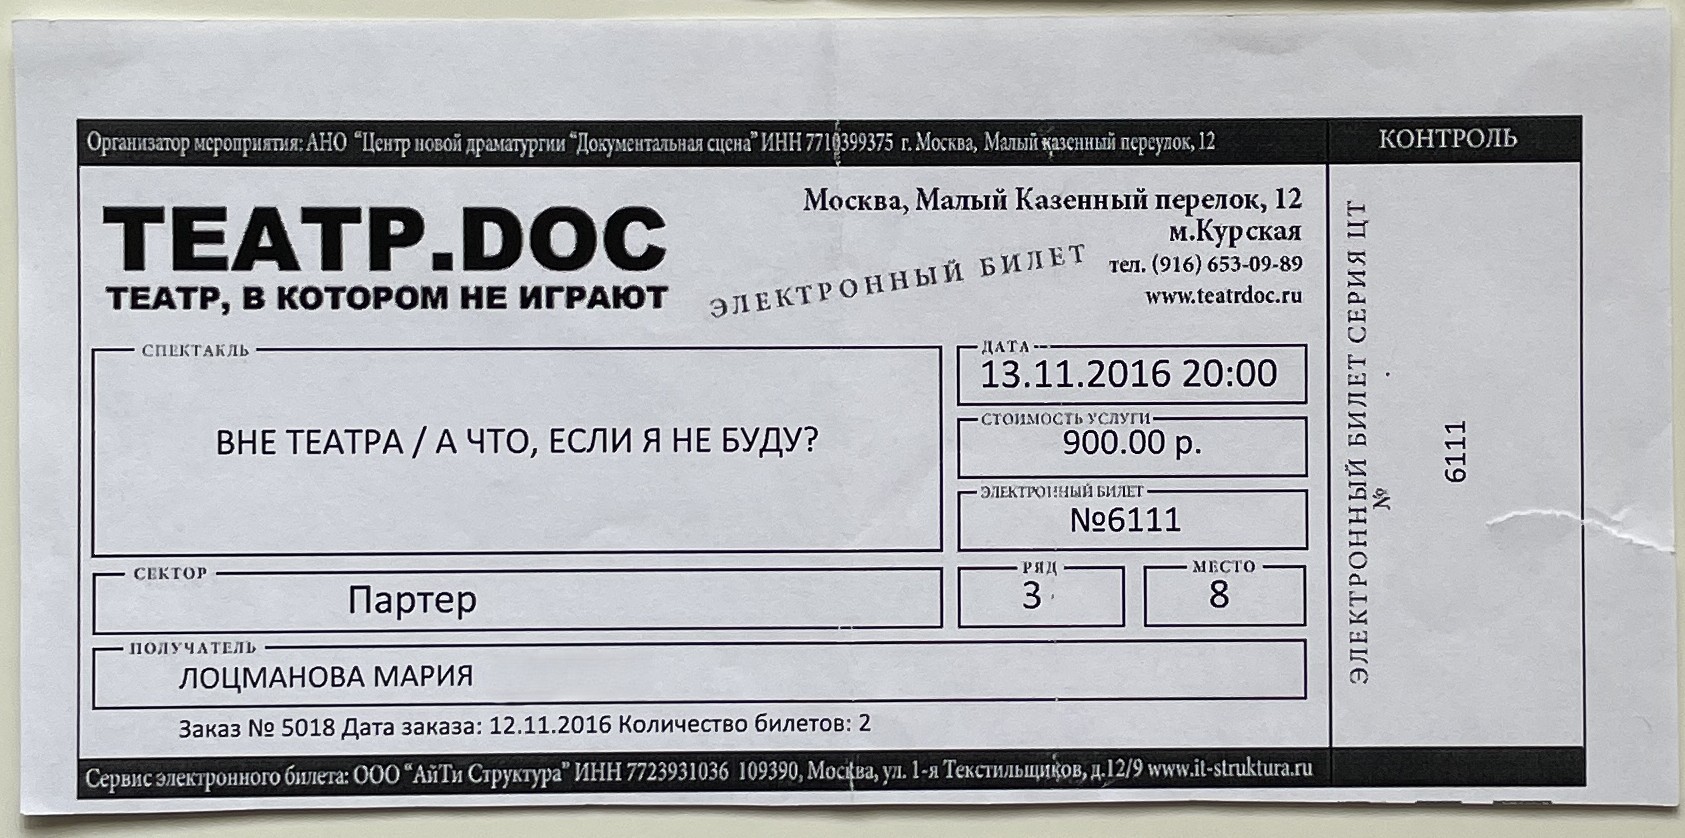 Организатор мероприятия: АНО “Центр новой драматургии “Документальная сцена” ИНН 7710399375 г. Москва, Малый казенный переулок, 12
КОНТРОЛЬ
ТЕАТР.DOC
ТЕАТР, В КОТОРОМ НЕ ИГРАЮТ
Москва, Малый Казенный перелок, 12
м.Курская
тел. (916) 653-09-89
www.teatrdoc.ru
ЭЛЕКТРОННЫЙ БИЛЕТ
СПЕКТАКЛЬ
ВНЕ ТЕАТРА / А ЧТО, ЕСЛИ Я НЕ БУДУ?
ДАТА
13.11.2016 20:00
СТОИМОСТЬ УСЛУГИ
900.00 р.
ЭЛЕКТРОННЫЙ БИЛЕТ
№6111
СЕКТОР
Партер
РЯД
3
МЕСТО
8
ПОЛУЧАТЕЛЬ
ЛОЦМАНОВА МАРИЯ
Заказ № 5018 Дата заказа: 12.11.2016 Количество билетов: 2
Сервис электронного билета: ООО “АйТи Структура” ИНН 7723931036 109390, Москва, ул. 1-я Текстильщиков, д.12/9 www.it-struktura.ru
ЭЛЕКТРОННЫЙ БИЛЕТ СЕРИЯ ЦТ
№
6111